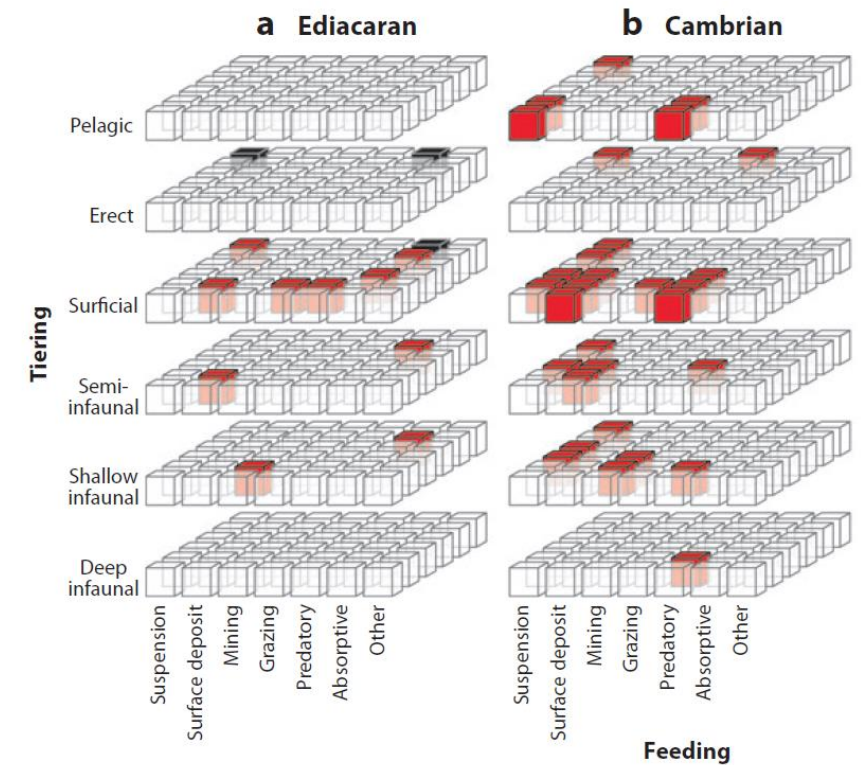 a Ediacaran
b Cambrian
Tiering
Pelagic
Erect
Surficial
Semi-
infaunal
Shallow
infaunal
Deep
infaunal
Suspension
Surface deposit
Mining
Grazing
Predatory
Absorptive
Other
Suspension
Surface deposit
Mining
Grazing
Predatory
Absorptive
Other
Feeding